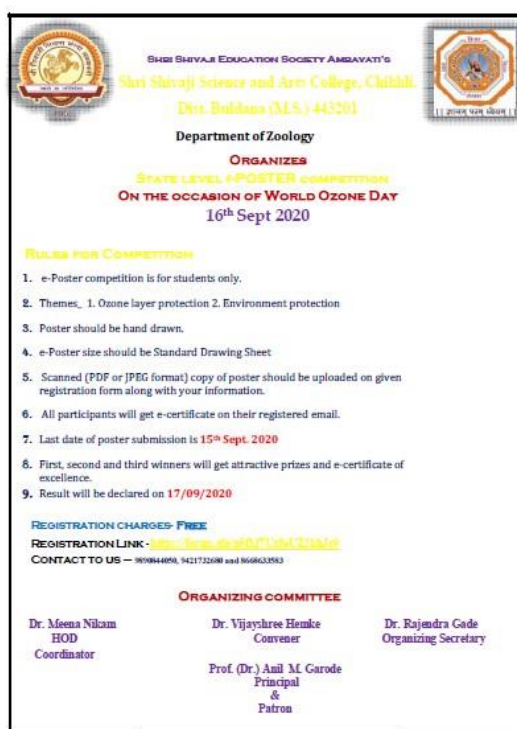 SHRI SHIVAJI EDUCATION SOCIETY AMRAVATI'S
Shri Shivaji Science and Arts College, Chikhli.
Dist. Buldana (M.S.) 443201
|| ज्ञानम् परम् ध्येयम् ||
Department of Zoology
ORGANIZES
STATE LEVEL e-POSTER COMPETITION
ON THE OCCASION OF WORLD OZONE DAY
16th Sept 2020
RULES FOR COMPETITION
1. e-Poster competition is for students only.
2. Themes_ 1. Ozone layer protection 2. Environment protection
3. Poster should be hand drawn.
4. e-Poster size should be Standard Drawing Sheet
5. Scanned (PDF or JPEG format) copy of poster should be uploaded on given
registration form along with your information.
6. All participants will get e-certificate on their registered email.
7. Last date of poster submission is 15th Sept. 2020
8. First, second and third winners will get attractive prizes and e-certificate of
excellence.
9. Result will be declared on 17/09/2020
REGISTRATION CHARGES- FREE
REGISTRATION LINK -
CONTACT TO US – 9890844050, 9421732680 and 8668633583
ORGANIZING COMMITTEE
Dr. Meena Nikam Dr. Vijayshree Hemke Dr. Rajendra Gade
HOD Convener Organizing Secretary
Coordinator
Prof. (Dr.) Anil M. Garode
Principal
&
Patron